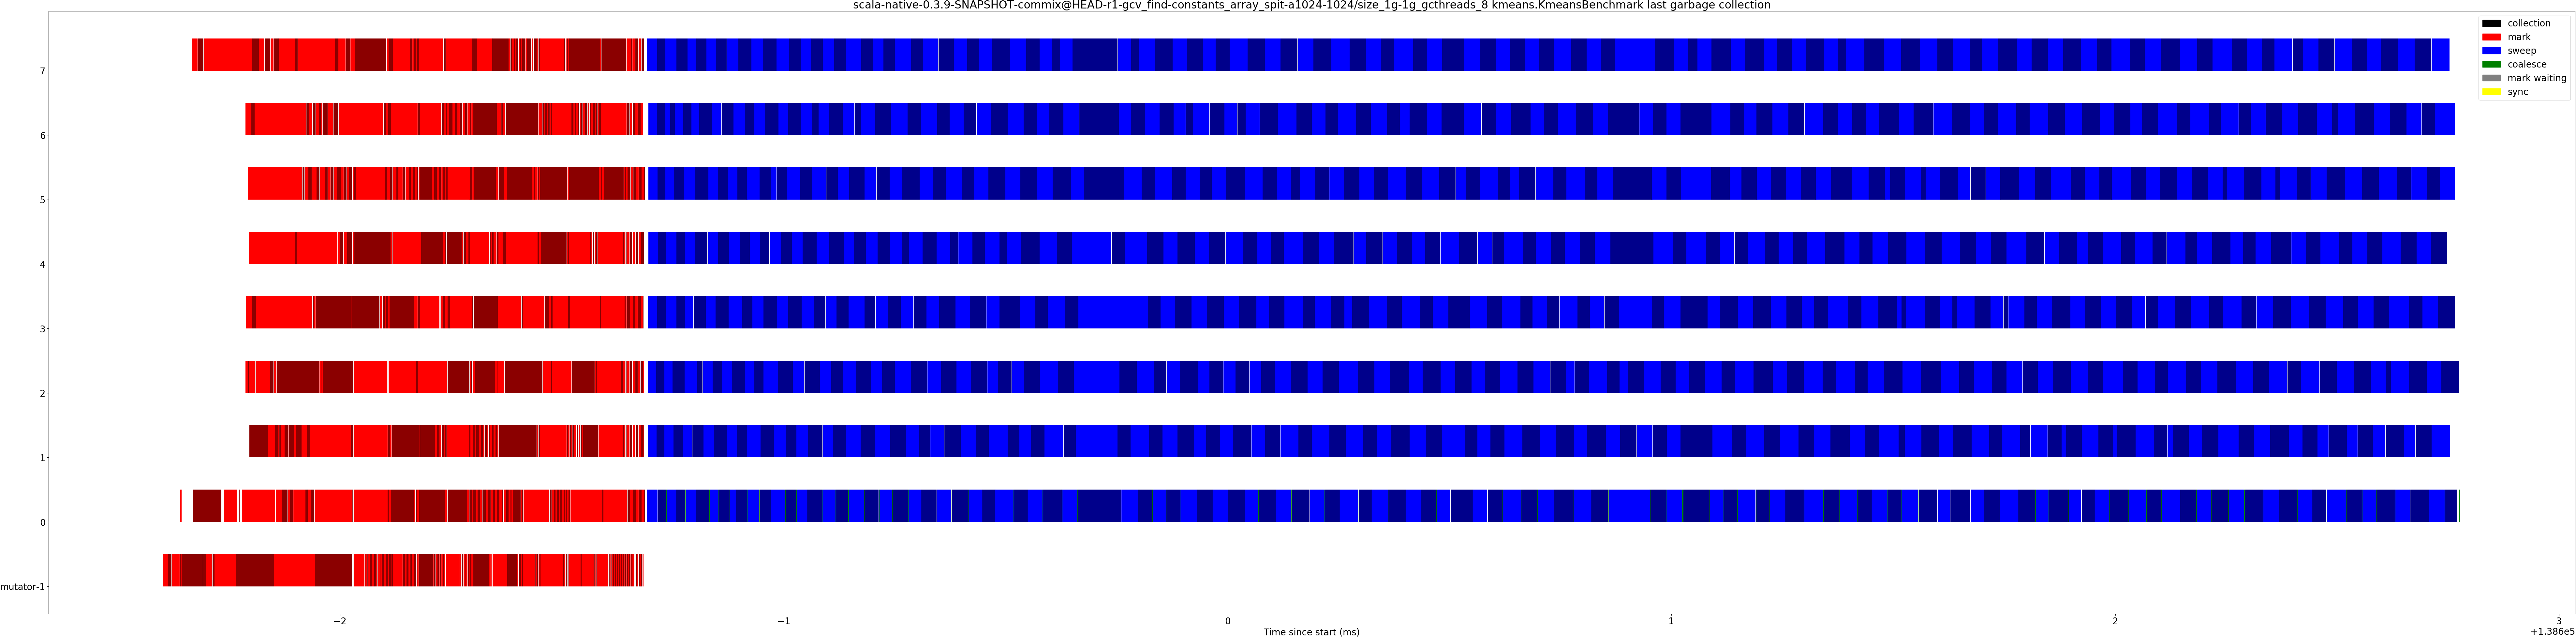 scala-native-0.3.9-SNAPSHOT-commix@HEAD-r1-gcv_find-constants_array_spit-a1024-1024/size_1g-1g_gcthreads_8 kmeans.KmeansBenchmark last garbage collection
collection
mark
sweep
coalesce
mark waiting
sync
7
6
5
4
3
2
1
0
mutator-1
−2
−1
0
1
2
3
Time since start (ms)
+1.386e5